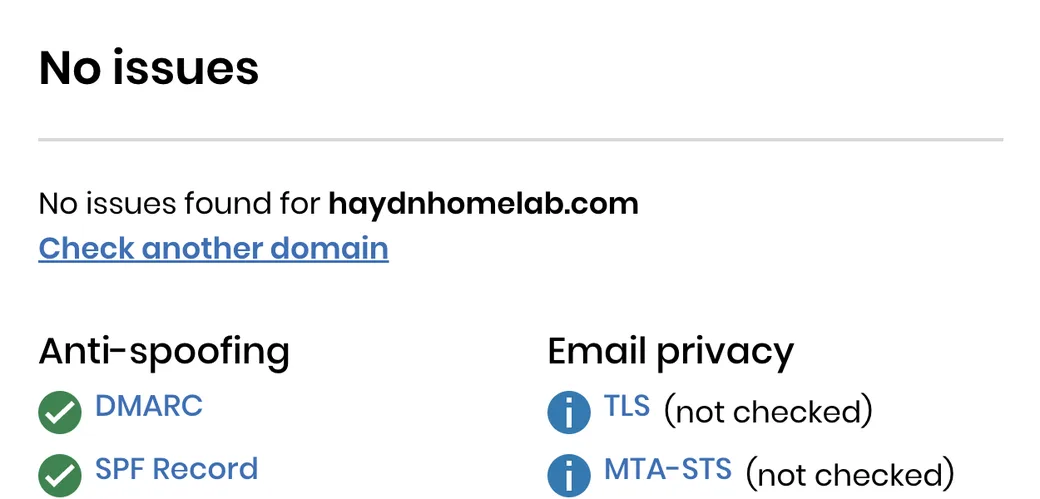 No issues
No issues found for haydnhomelab.com
Check another domain
Anti-spoofing
DMARC
SPF Record
Email privacy
TLS (not checked)
MTA-STS (not checked)